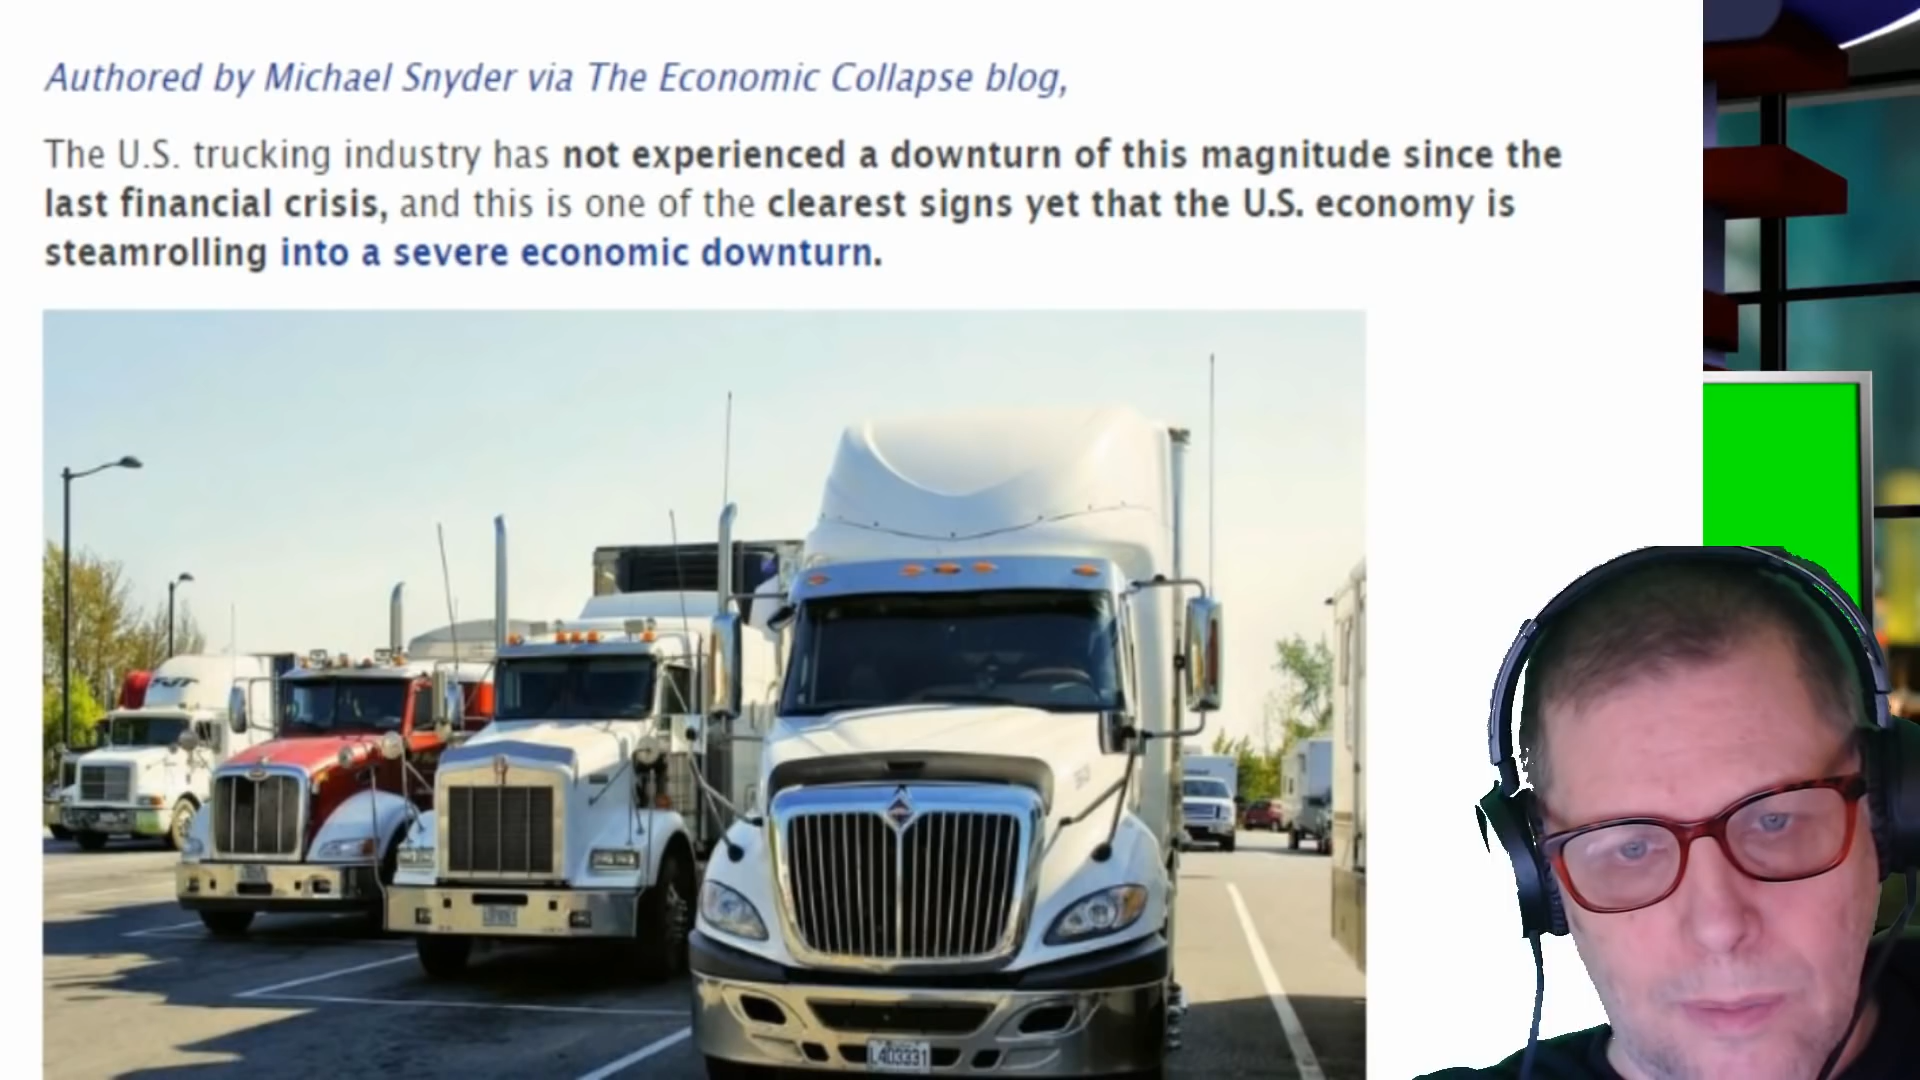 Authored by Michael Snyder via The Economic Collapse blog,
The U.S. trucking industry has not experienced a downturn of this magnitude since the
last financial crisis, and this is one of the clearest signs yet that the U.S. economy is
steamrolling into a severe economic downturn.
L403331